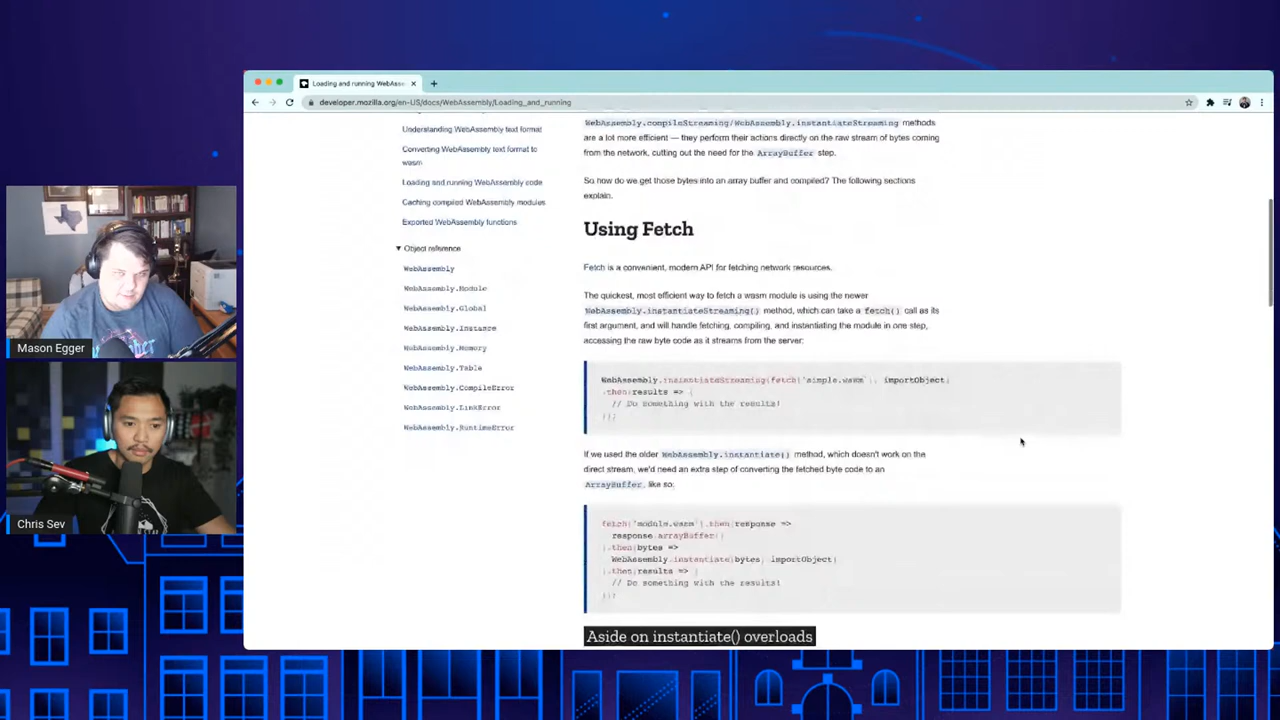 Loading and running WebAsse
developer.mozilla.org/en-US/docs/WebAssembly/Loading_and_running
Understanding WebAssembly text format
Converting WebAssembly text format to
wasm
Loading and running WebAssembly code
Caching compiled WebAssembly modules
Exported WebAssembly functions
Object reference
WebAssembly
WebAssembly.Module
WebAssembly.Global
WebAssembly.Instance
WebAssembly.Memory
WebAssembly.Table
WebAssembly.CompileError
WebAssembly.LinkError
WebAssembly.RuntimeError
WebAssembly.compileStreaming/WebAssembly.instantiateStreaming methods
are a lot more efficient — they perform their actions directly on the raw stream of bytes coming
from the network, cutting out the need for the ArrayBuffer step.
So how do we get those bytes into an array buffer and compiled? The following sections
explain.
Using Fetch
Fetch is a convenient, modern API for fetching network resources.
The quickest, most efficient way to fetch a wasm module is using the newer
WebAssembly.instantiateStreaming() method, which can take a fetch() call as its
first argument, and will handle fetching, compiling, and instantiating the module in one step,
accessing the raw byte code as it streams from the server:
WebAssembly.instantiateStreaming(fetch('simple.wasm'), importObject)
.then(results => {
// Do something with the results!
});
If we used the older WebAssembly.instantiate() method, which doesn't work on the
direct stream, we'd need an extra step of converting the fetched byte code to an
ArrayBuffer, like so:
fetch('module.wasm').then(response =>
response.arrayBuffer()
).then(bytes =>
WebAssembly.instantiate(bytes, importObject)
).then(results => {
// Do something with the results!
});
Aside on instantiate() overloads
Mason Egger
Chris Sev